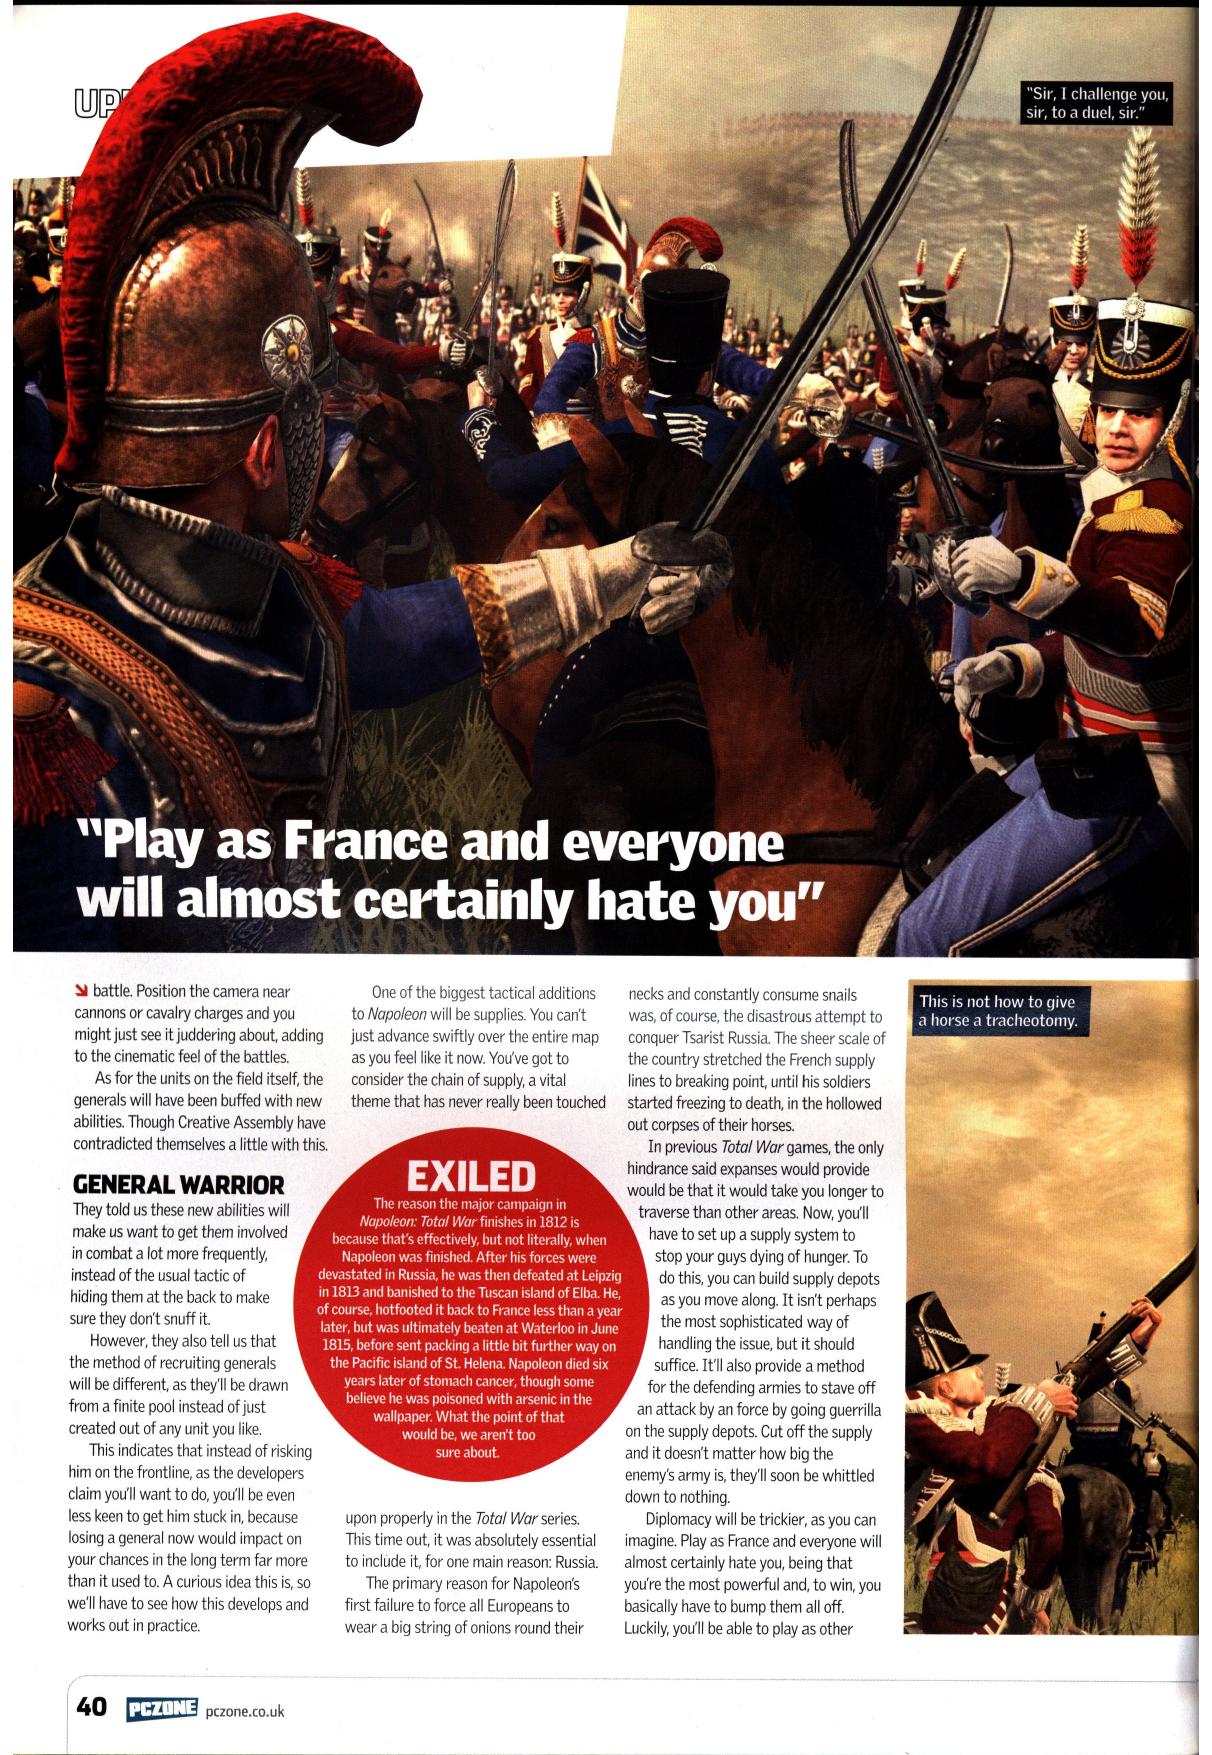 UP
"Sir, I challenge you,
sir, to a duel, sir."
"Play as France and everyone
will almost certainly hate you"
battle. Position the camera near
cannons or cavalry charges and you
might just see it juddering about, adding
to the cinematic feel of the battles.
As for the units on the field itself, the
generals will have been buffed with new
abilities. Though Creative Assembly have
contradicted themselves a little with this.
GENERAL WARRIOR
They told us these new abilities will
make us want to get them involved
in combat a lot more frequently,
instead of the usual tactic of
hiding them at the back to make
sure they don't snuff it.
However, they also tell us that
the method of recruiting generals
will be different, as they'll be drawn
from a finite pool instead of just
created out of any unit you like.
This indicates that instead of risking
him on the frontline, as the developers
claim you'll want to do, you'll be even
less keen to get him stuck in, because
losing a general now would impact on
your chances in the long term far more
than it used to. A curious idea this is, so
we'll have to see how this develops and
works out in practice.
One of the biggest tactical additions
to Napoleon will be supplies. You can't
just advance swiftly over the entire map
as you feel like it now. You've got to
consider the chain of supply, a vital
theme that has never really been touched
EXILED
The reason the major campaign in
Napoleon: Total War finishes in 1812 is
because that's effectively, but not literally, when
Napoleon was finished. After his forces were
devastated in Russia, he was then defeated at Leipzig
in 1813 and banished to the Tuscan island of Elba. He,
of course, hotfooted it back to France less than a year
later, but was ultimately beaten at Waterloo in June
1815, before sent packing a little bit further way on
the Pacific island of St. Helena. Napoleon died six
years later of stomach cancer, though some
believe he was poisoned with arsenic in the
wallpaper. What the point of that
would be, we aren't too
sure about.
upon properly in the Total War series.
This time out, it was absolutely essential
to include it, for one main reason: Russia.
The primary reason for Napoleon's
first failure to force all Europeans to
wear a big string of onions round their
necks and constantly consume snails
was, of course, the disastrous attempt to
conquer Tsarist Russia. The sheer scale of
the country stretched the French supply
lines to breaking point, until his soldiers
started freezing to death, in the hollowed
out corpses of their horses.
In previous Total War games, the only
hindrance said expanses would provide
would be that it would take you longer to
traverse than other areas. Now, you'll
have to set up a supply system to
stop your guys dying of hunger. To
do this, you can build supply depots
as you move along. It isn't perhaps
the most sophisticated way of
handling the issue, but it should
suffice. It'll also provide a method
for the defending armies to stave off
an attack by an force by going guerrilla
on the supply depots. Cut off the supply
and it doesn't matter how big the
enemy's army is, they'll soon be whittled
down to nothing.
Diplomacy will be trickier, as you can
imagine. Play as France and everyone will
almost certainly hate you, being that
you're the most powerful and, to win, you
basically have to bump them all off.
Luckily, you'll be able to play as other
This is not how to give
a horse a tracheotomy.
40 PCZONE pczone.co.uk